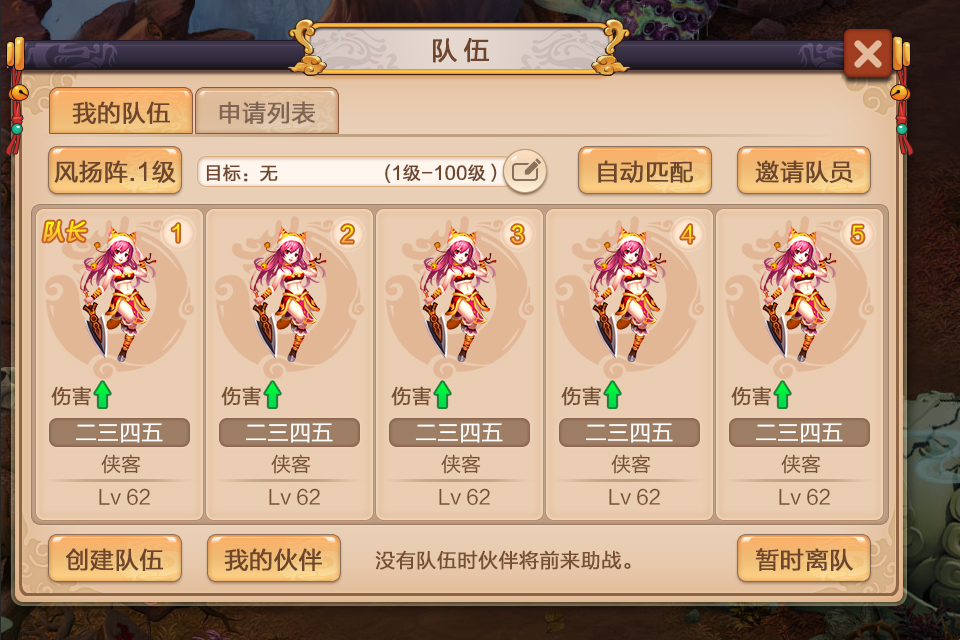 队伍
我的队伍 申请列表
风扬阵.1级 目标：无 (1级-100级) 自动匹配 邀请队员
队长 1 2 3 4 5
伤害 伤害 伤害 伤害 伤害
二三四五 二三四五 二三四五 二三四五 二三四五
侠客 侠客 侠客 侠客 侠客
Lv 62 Lv 62 Lv 62 Lv 62 Lv 62
创建队伍 我的伙伴 没有队伍时伙伴将前来助战。 暂时离队